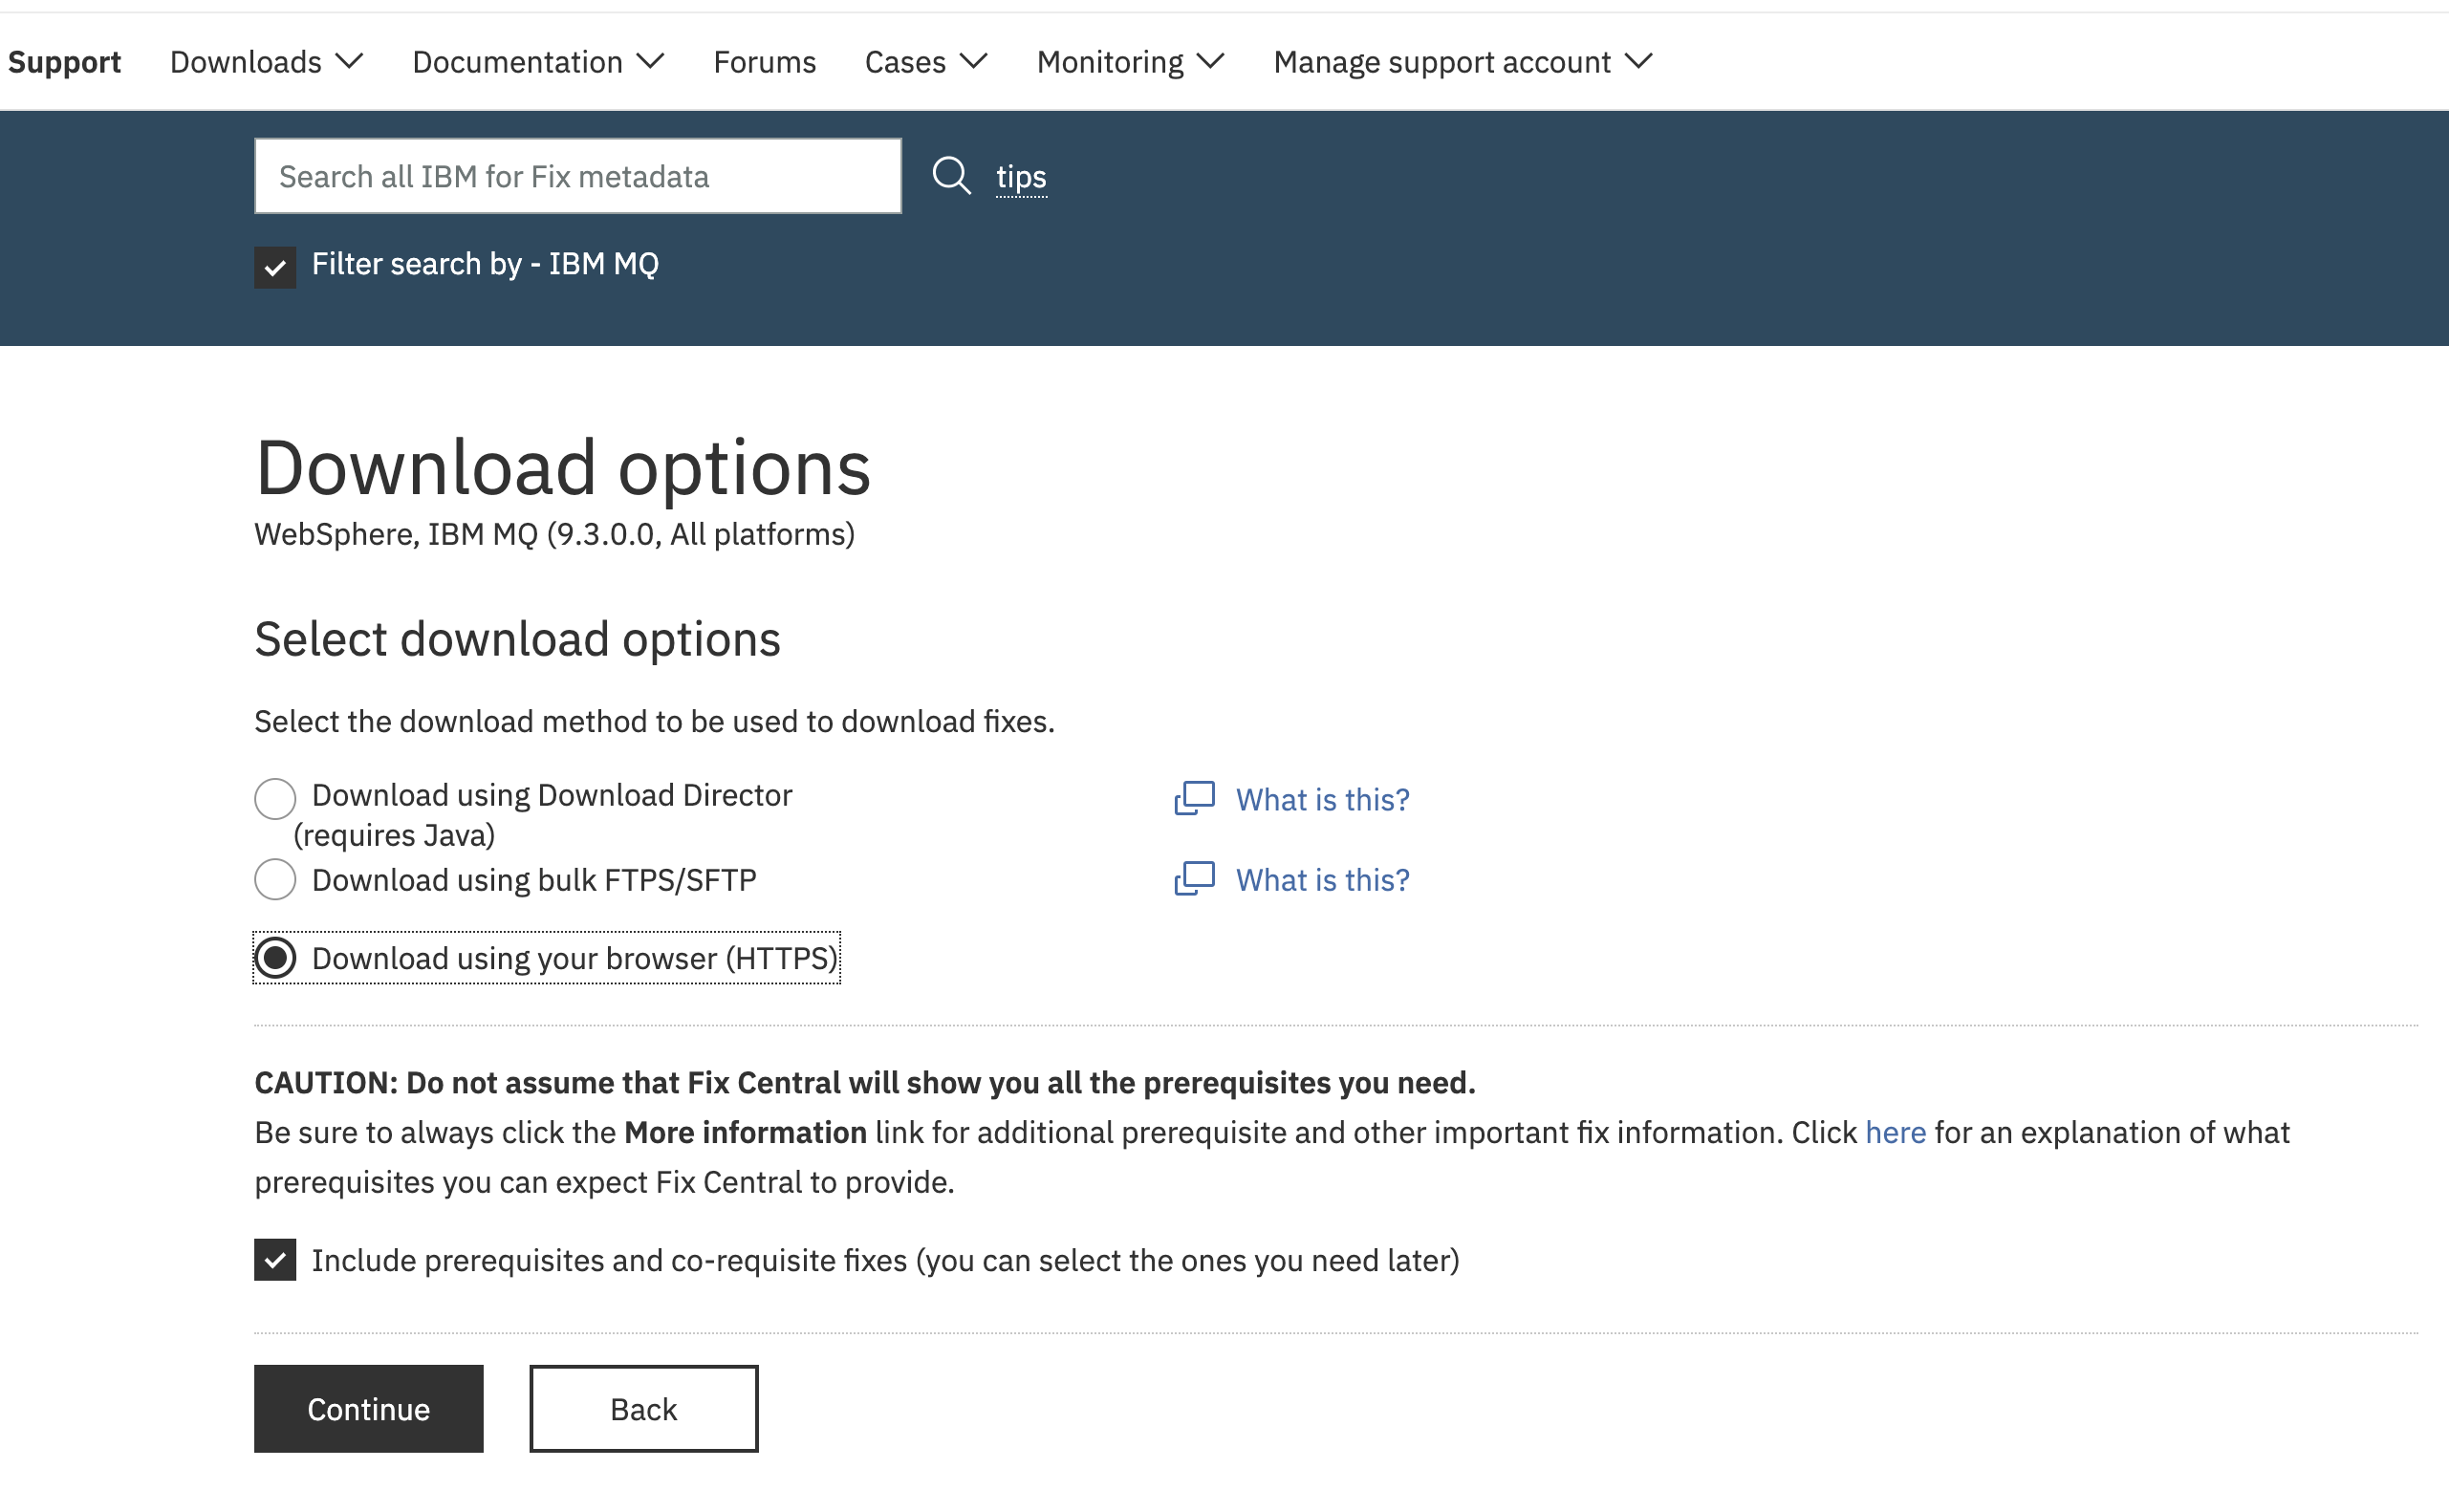 Support Downloads Documentation Forums Cases Monitoring Manage support account
Search all IBM for Fix metadata tips
Filter search by - IBM MQ
Download options
WebSphere, IBM MQ (9.3.0.0, All platforms)
Select download options
Select the download method to be used to download fixes.
Download using Download Director What is this?
(requires Java)
Download using bulk FTPS/SFTP What is this?
Download using your browser (HTTPS)
CAUTION: Do not assume that Fix Central will show you all the prerequisites you need.
Be sure to always click the More information link for additional prerequisite and other important fix information. Click here for an explanation of what
prerequisites you can expect Fix Central to provide.
Include prerequisites and co-requisite fixes (you can select the ones you need later)
Continue Back